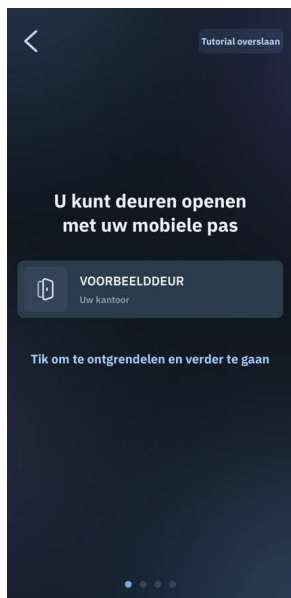 Tutorial overslaan
U kunt deuren openen
met uw mobiele pas
VOORBEELDDEUR
Uw kantoor
Tik om te ontgrendelen en verder te gaan